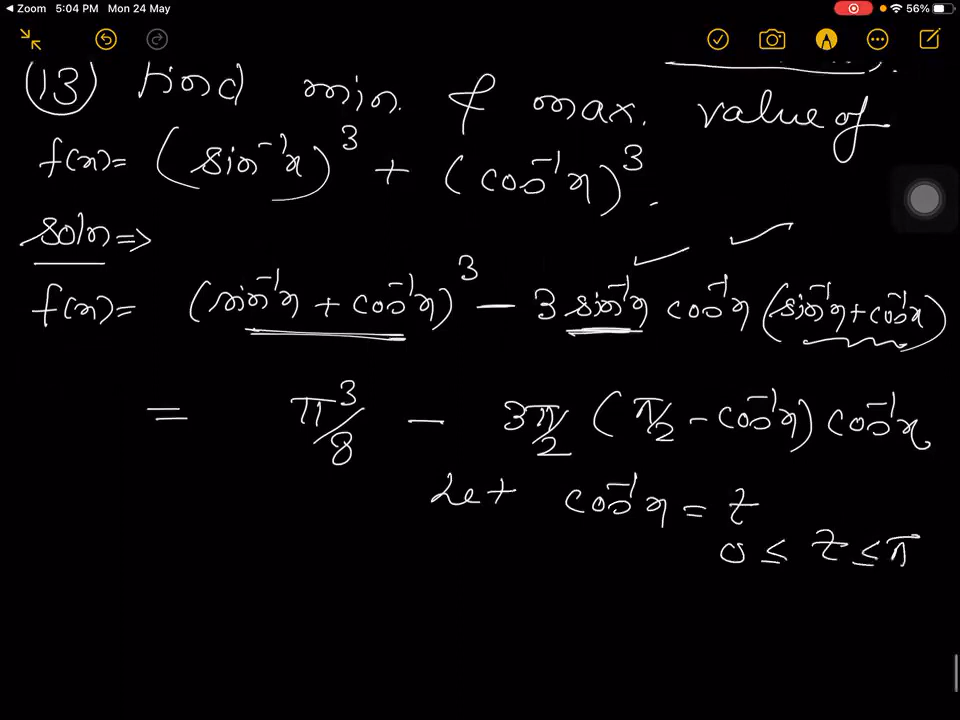 Zoom 5:04 PM Mon 24 May 56%
(13) Find min. & max. value of
f(x)= (sin⁻¹x)³ + (cos⁻¹x)³.
soln =>
f(x)= (sin⁻¹x + cos⁻¹x)³ − 3 sin⁻¹x cos⁻¹x (sin⁻¹x + cos⁻¹x)
= π³/8 − 3π/2 (π/2 − cos⁻¹x) cos⁻¹x
Let cos⁻¹x = t
0 ≤ t ≤ π